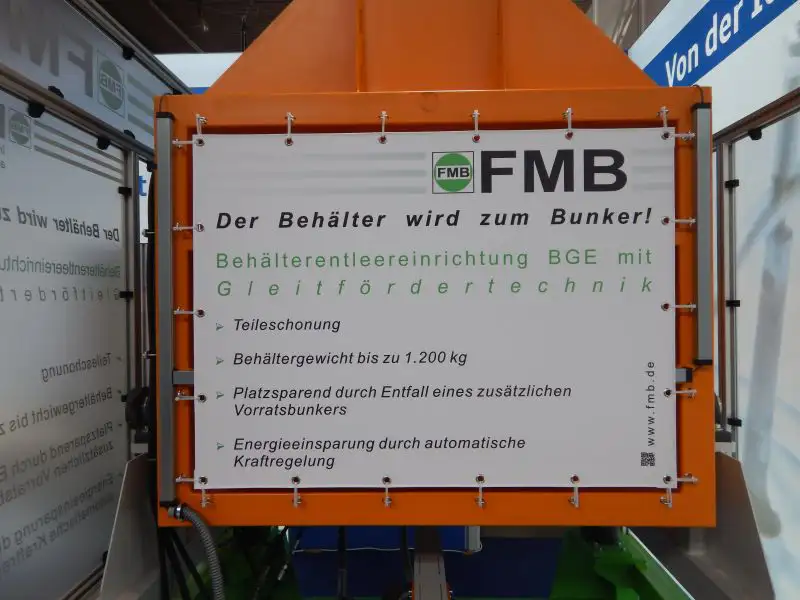 Von der
FMB
FMB
Der Behälter wird zum Bunker!
Behälterentleereinrichtung BGE mit
Gleitfördertechnik
Teileschonung
Behältergewicht bis zu 1.200 kg
Platzsparend durch Entfall eines zusätzlichen
Vorratsbunkers
Energieeinsparung durch automatische
Kraftregelung
www.fmb.de